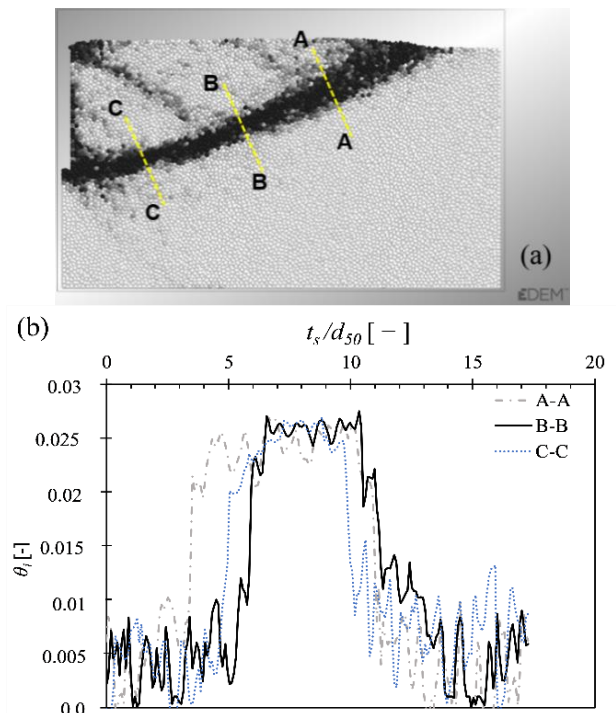 A
B
C
A
B
C
(a)
EDEM
(b)
t_s/d_50 [ − ]
0 5 10 15 20
0.03
A-A
B-B
C-C
0.025
0.02
0.015
θ_i [-]
0.01
0.005
0.0